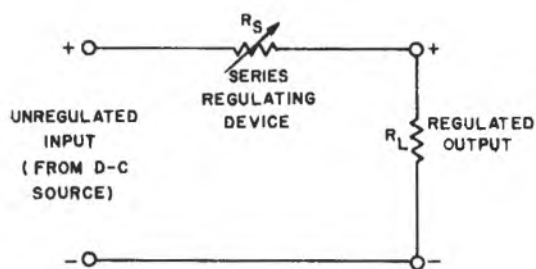 R_S
+
+
SERIES
REGULATING
DEVICE
UNREGULATED
INPUT
(FROM D-C
SOURCE)
R_L
REGULATED
OUTPUT
−
−